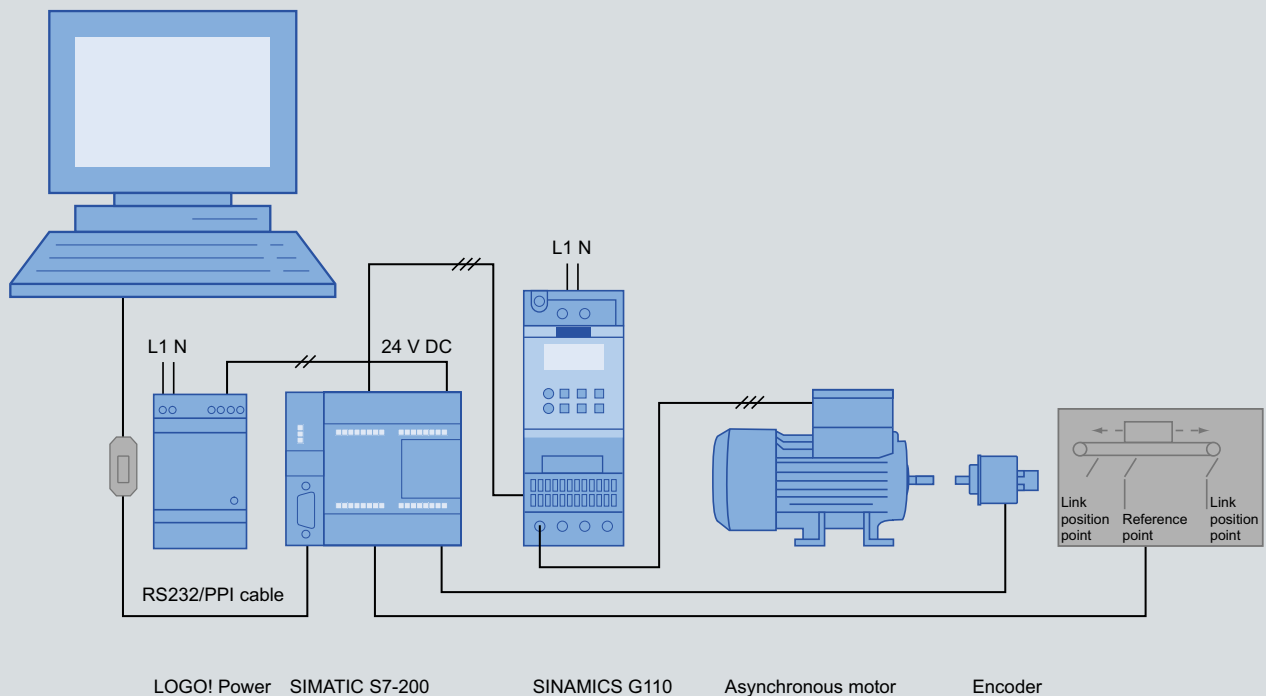 L1 N
L1 N
24 V DC
Link
position
point
Reference
point
Link
position
point
RS232/PPI cable
LOGO! Power
SIMATIC S7-200
SINAMICS G110
Asynchronous motor
Encoder